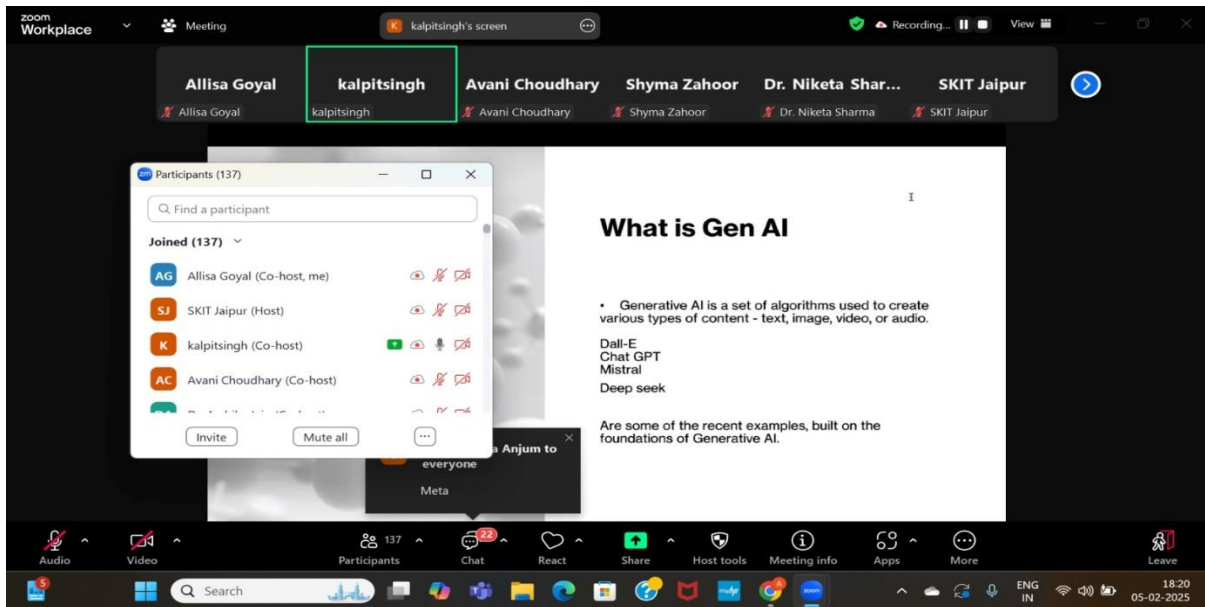 zoom
Workplace
Meeting
K kalpitsingh's screen
Recording...
View
Allisa Goyal
kalpitsingh
Avani Choudhary
Shyma Zahoor
Dr. Niketa Shar...
SKIT Jaipur
Allisa Goyal
kalpitsingh
Avani Choudhary
Shyma Zahoor
Dr. Niketa Sharma
SKIT Jaipur
zm Participants (137)
Find a participant
Joined (137)
AG Allisa Goyal (Co-host, me)
SJ SKIT Jaipur (Host)
K kalpitsingh (Co-host)
AC Avani Choudhary (Co-host)
Invite
Mute all
a Anjum to
everyone
Meta
What is Gen AI
• Generative AI is a set of algorithms used to create
various types of content - text, image, video, or audio.
Dall-E
Chat GPT
Mistral
Deep seek
Are some of the recent examples, built on the
foundations of Generative AI.
Audio
Video
137
Participants
22
Chat
React
Share
Host tools
Meeting info
Apps
More
Leave
5
Search
zoom
ENG
IN
18:20
05-02-2025